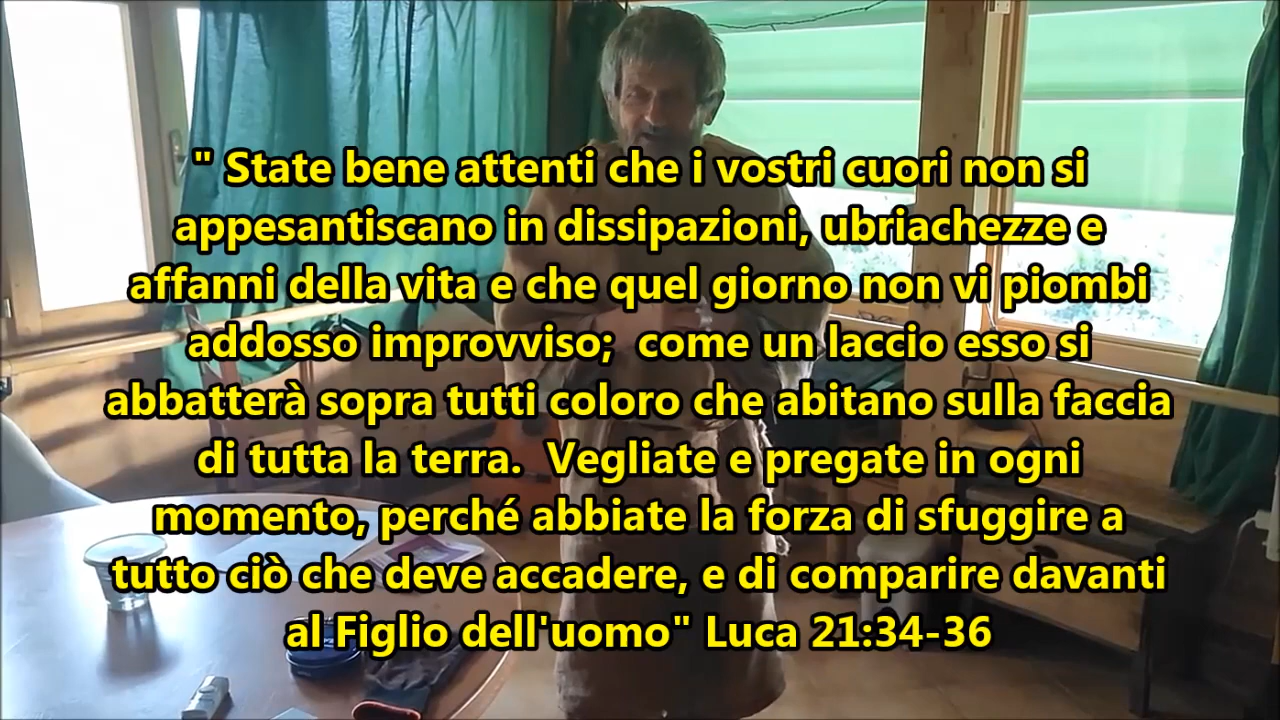 " State bene attenti che i vostri cuori non si
appesantiscano in dissipazioni, ubriachezze e
affanni della vita e che quel giorno non vi piombi
addosso improvviso;  come un laccio esso si
abbatterà sopra tutti coloro che abitano sulla faccia
di tutta la terra.  Vegliate e pregate in ogni
momento, perché abbiate la forza di sfuggire a
tutto ciò che deve accadere, e di comparire davanti
al Figlio dell'uomo" Luca 21:34-36